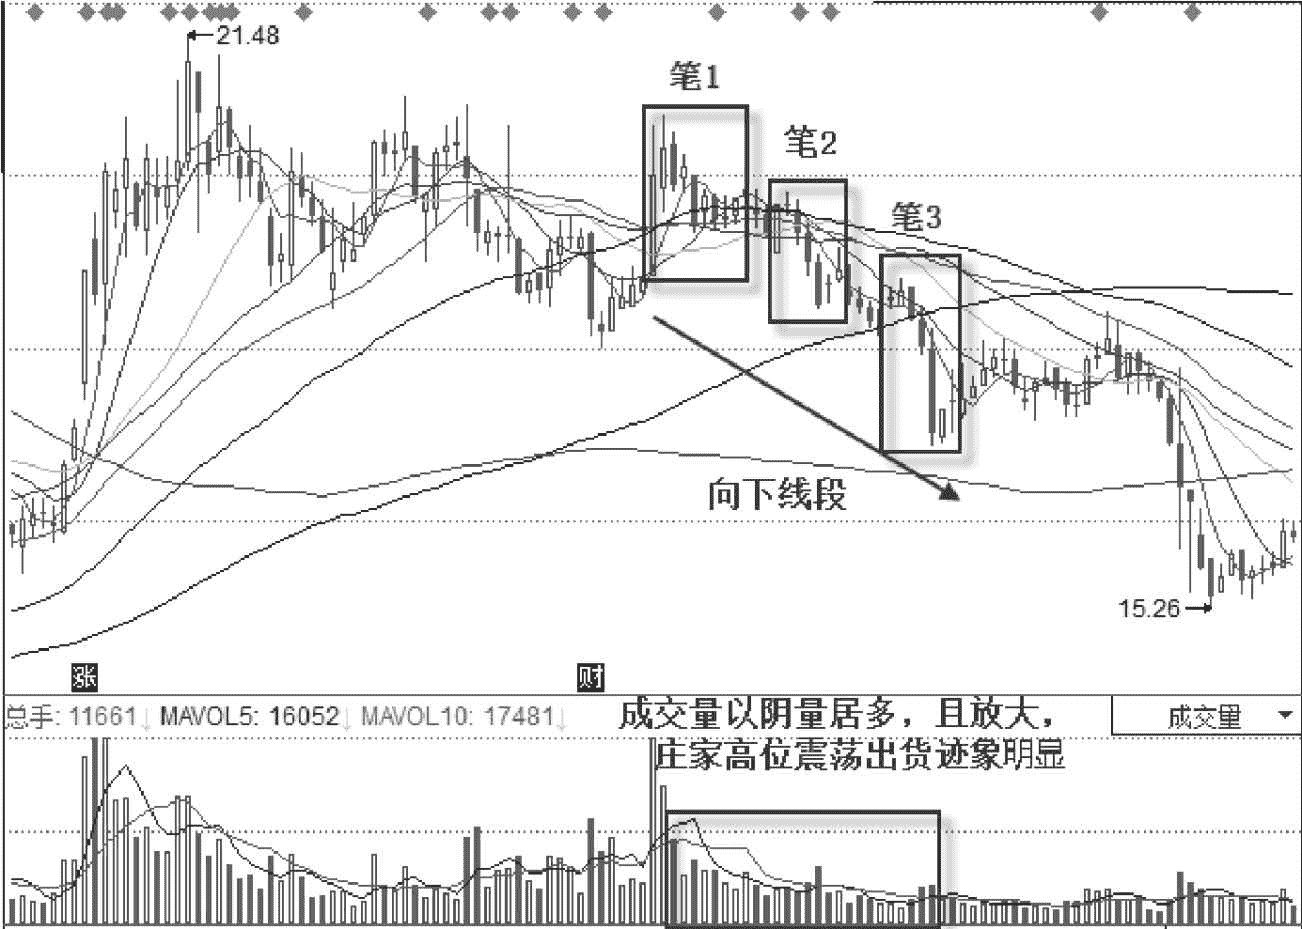 21.48
笔1
笔2
笔3
向下线段
15.26
涨
财
总手: 11661↓ MAVOL5: 16052↓ MAVOL10: 17481↓
成交量
成交量以阴量居多，且放大，
庄家高位震荡出货迹象明显